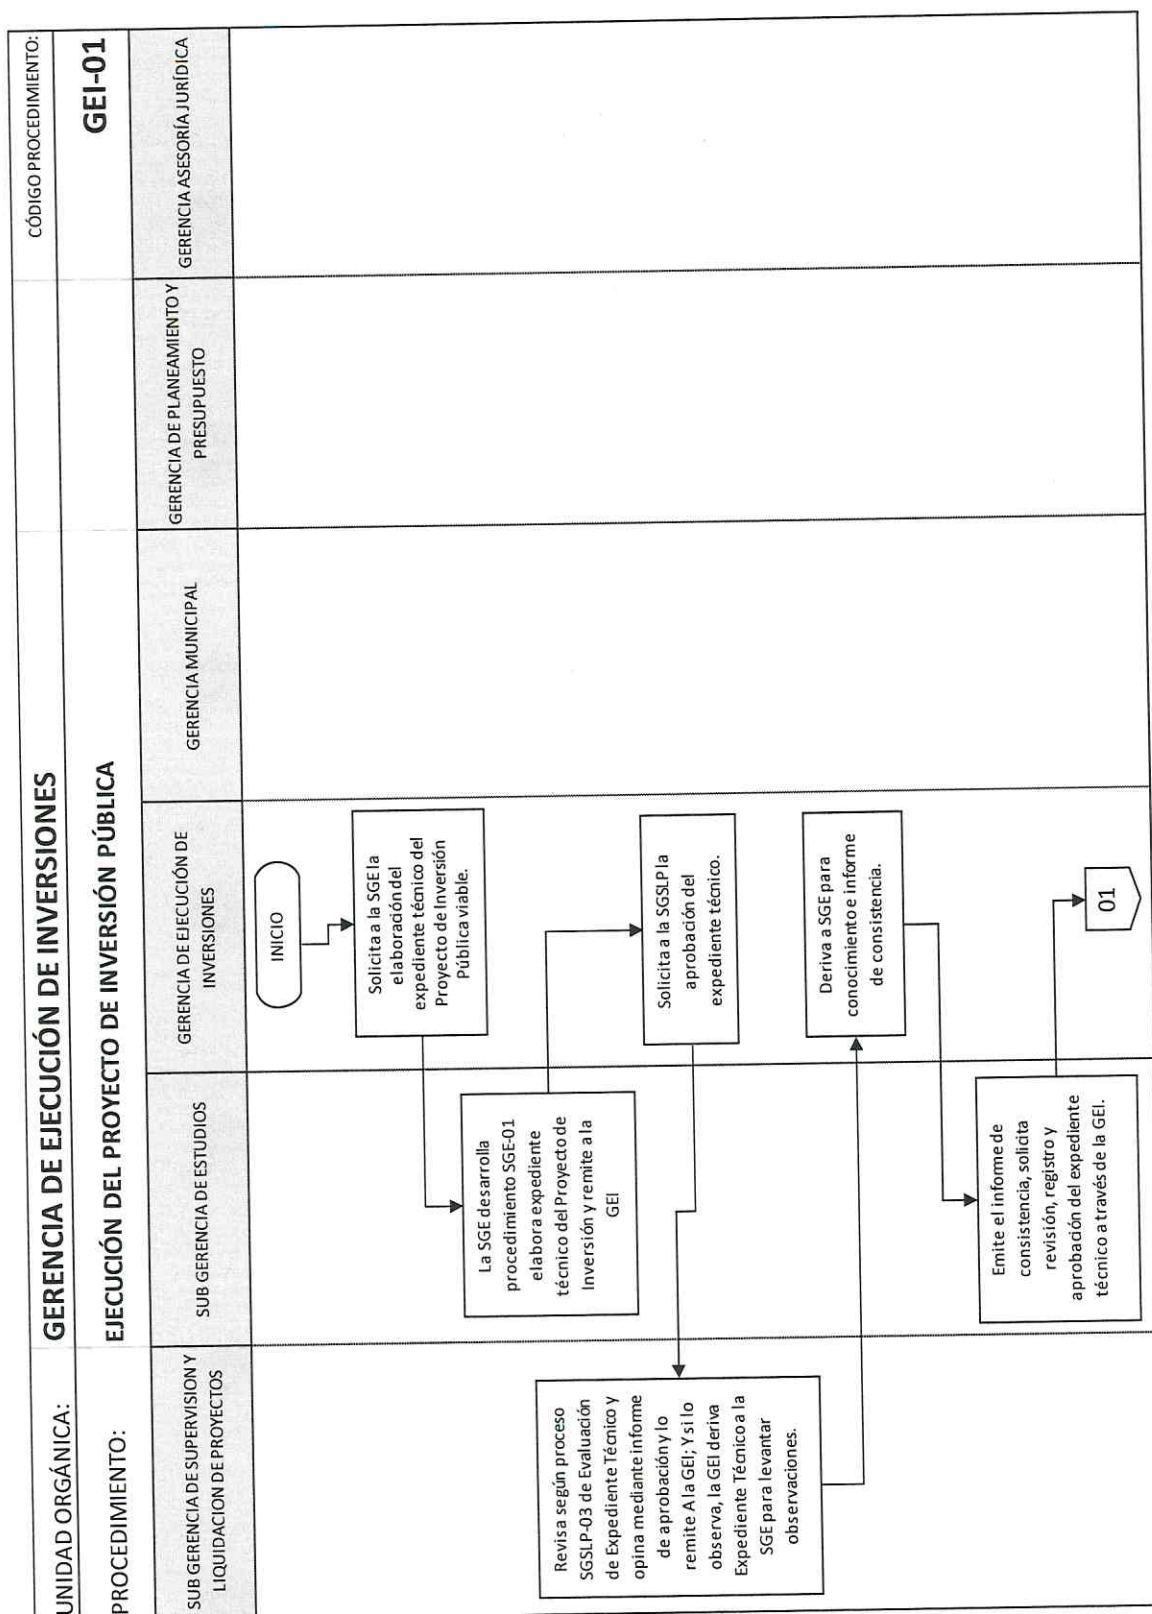 UNIDAD ORGÁNICA:
GERENCIA DE EJECUCIÓN DE INVERSIONES
CÓDIGO PROCEDIMIENTO:
PROCEDIMIENTO:
EJECUCIÓN DEL PROYECTO DE INVERSIÓN PÚBLICA
GEI-01
SUB GERENCIA DE SUPERVISION Y
LIQUIDACION DE PROYECTOS
SUB GERENCIA DE ESTUDIOS
GERENCIA DE EJECUCIÓN DE
INVERSIONES
GERENCIA MUNICIPAL
GERENCIA DE PLANEAMIENTO Y
PRESUPUESTO
GERENCIA ASESORÍA JURÍDICA
INICIO
Solicita a la SGE la
elaboración del
expediente técnico del
Proyecto de Inversión
Pública viable.
La SGE desarrolla
procedimiento SGE-01
elabora expediente
técnico del Proyecto de
Inversión y remite a la
GEI
Solicita a la SGSLP la
aprobación del
expediente técnico.
Revisa según proceso
SGSLP-03 de Evaluación
de Expediente Técnico y
opina mediante informe
de aprobación y lo
remite A la GEI; Y si lo
observa, la GEI deriva
Expediente Técnico a la
SGE para levantar
observaciones.
Deriva a SGE para
conocimiento e informe
de consistencia.
Emite el informe de
consistencia, solicita
revisión, registro y
aprobación del expediente
técnico a través de la GEI.
01